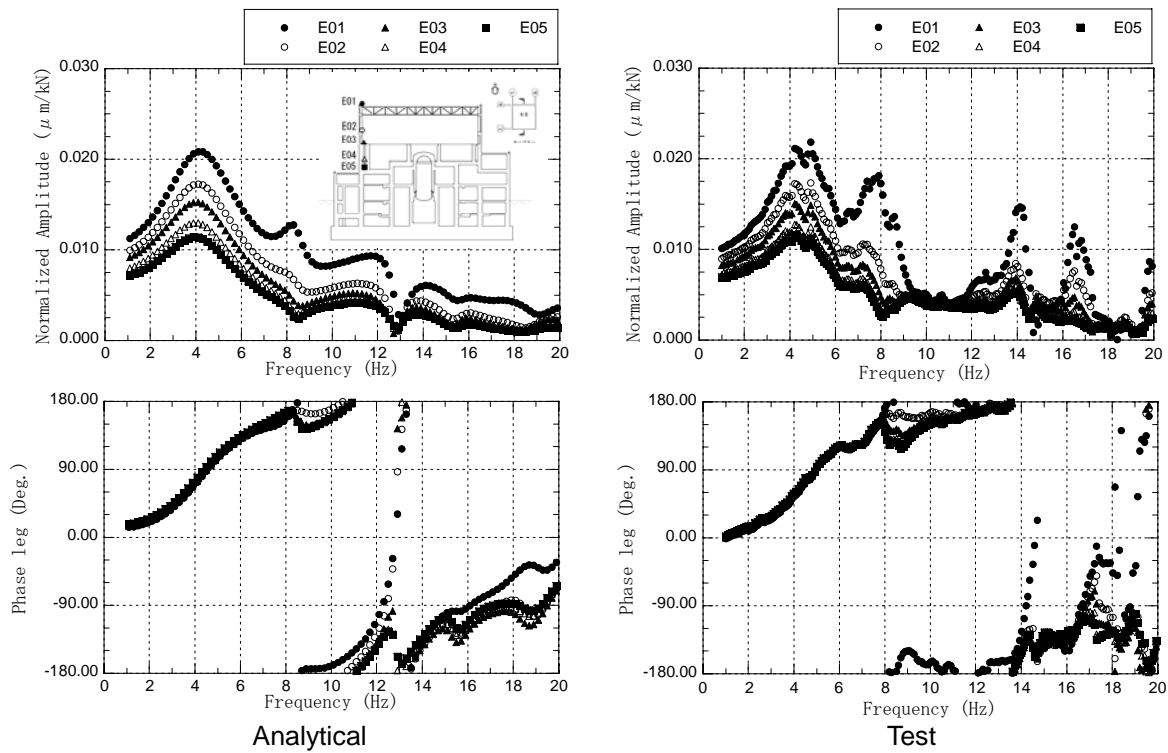 E01 E03 E05
E02 E04
Normalized Amplitude (μm/kN)
0.030
0.020
0.010
0.000
0 2 4 6 8 10 12 14 16 18 20
Frequency (Hz)
E01
E02
E03
E04
E05
E01 E03 E05
E02 E04
Normalized Amplitude (μm/kN)
0.030
0.020
0.010
0.000
0 2 4 6 8 10 12 14 16 18 20
Frequency (Hz)
Phase leg (Deg.)
180.00
90.00
0.00
-90.00
-180.00
0 2 4 6 8 10 12 14 16 18 20
Frequency (Hz)
Analytical
Phase leg (Deg.)
180.00
90.00
0.00
-90.00
-180.00
0 2 4 6 8 10 12 14 16 18 20
Frequency (Hz)
Test